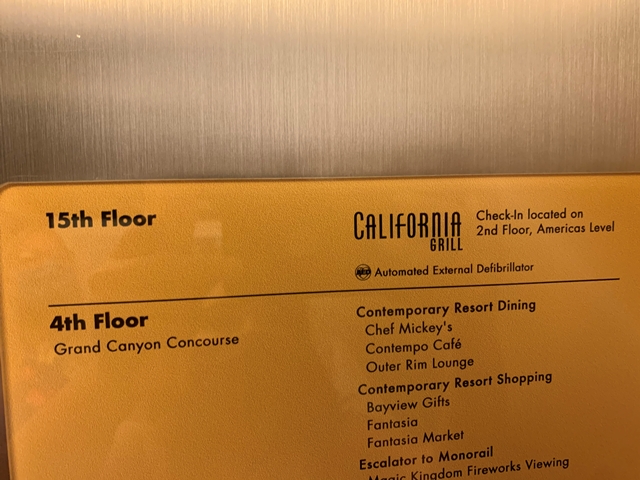 15th Floor
CALIFORNIA
GRILL
Check-In located on
2nd Floor, Americas Level
AED Automated External Defibrillator
4th Floor
Grand Canyon Concourse
Contemporary Resort Dining
Chef Mickey's
Contempo Café
Outer Rim Lounge
Contemporary Resort Shopping
Bayview Gifts
Fantasia
Fantasia Market
Escalator to Monorail
Magic Kingdom Fireworks Viewing